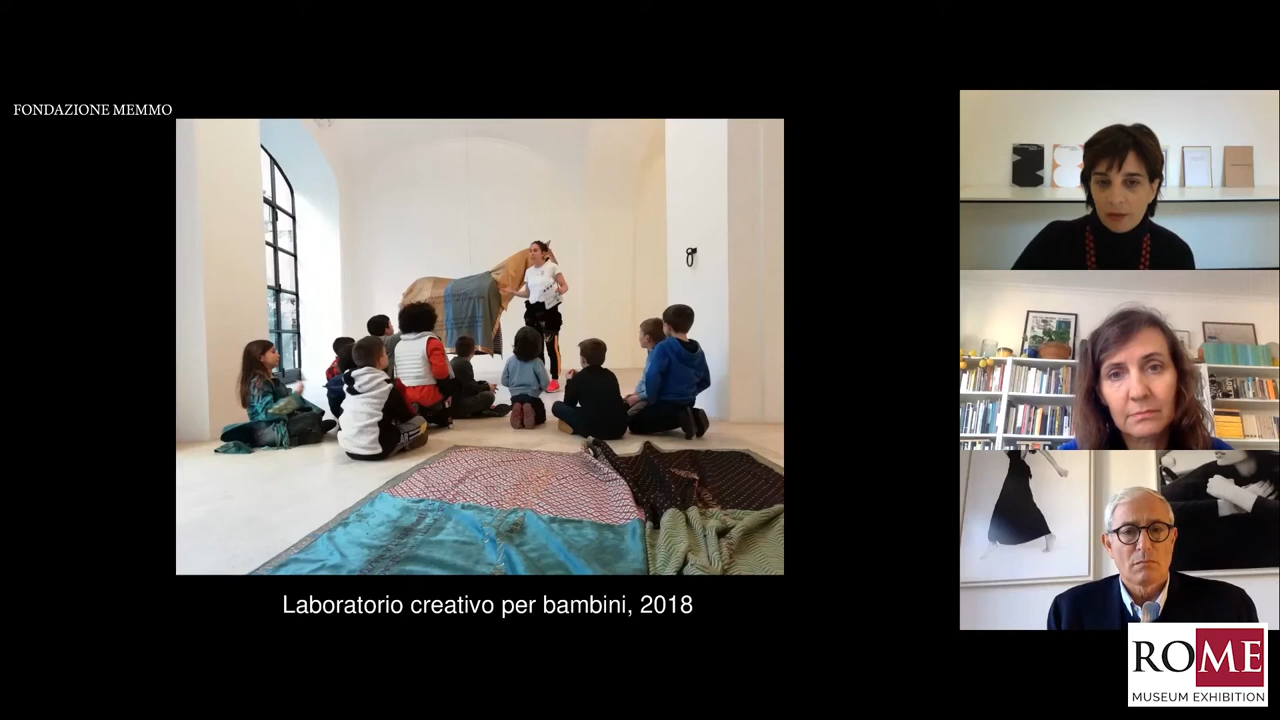 FONDAZIONE MEMMO
Laboratorio creativo per bambini, 2018
ROME
MUSEUM EXHIBITION